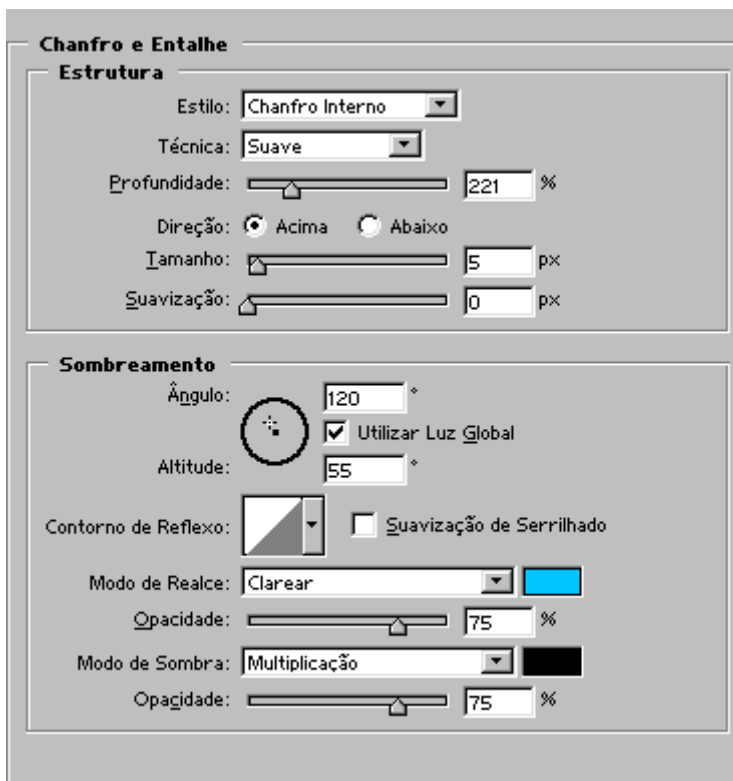 Chanfro e Entalhe
Estrutura
Estilo: Chanfro Interno
Técnica: Suave
Profundidade: 221 %
Direção: Acima Abaixo
Tamanho: 5 px
Suavização: 0 px
Sombreamento
Ângulo: 120 °
Utilizar Luz Global
Altitude: 55 °
Contorno de Reflexo: Suavização de Serrilhado
Modo de Realce: Clarear
Opacidade: 75 %
Modo de Sombra: Multiplicação
Opacidade: 75 %